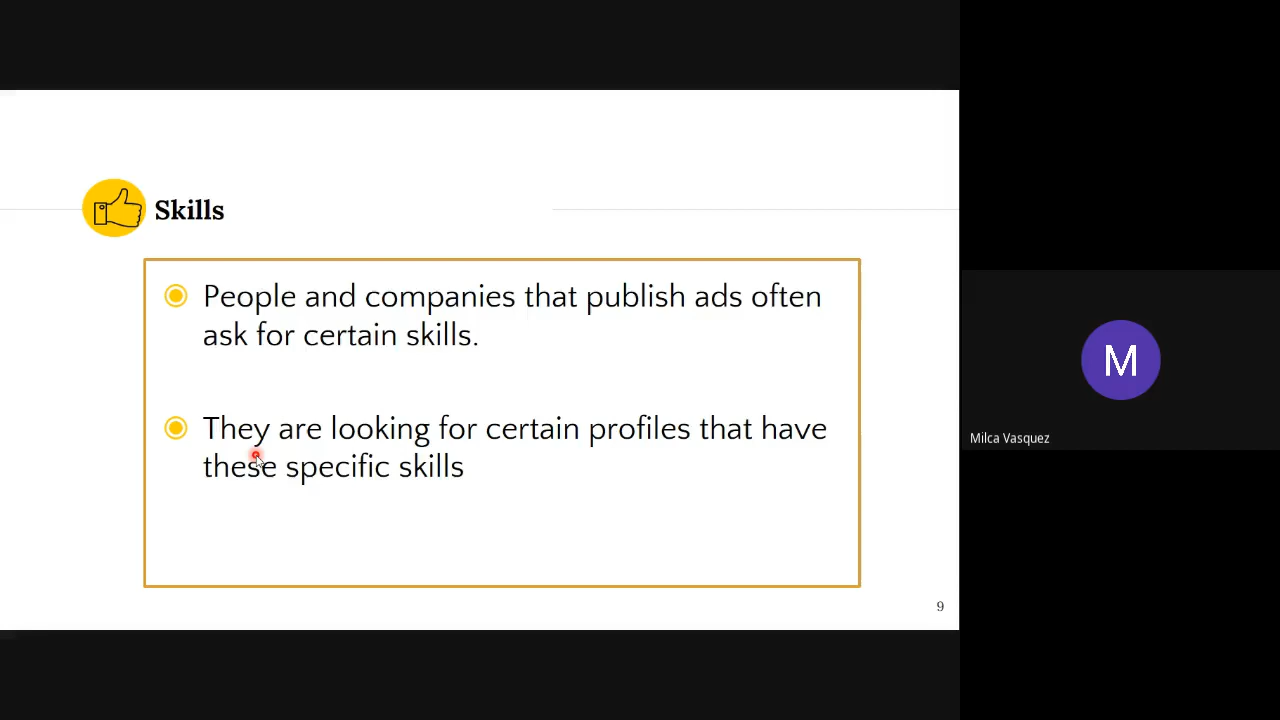 Skills
People and companies that publish ads often
ask for certain skills.
They are looking for certain profiles that have
these specific skills
9
M
Milca Vasquez